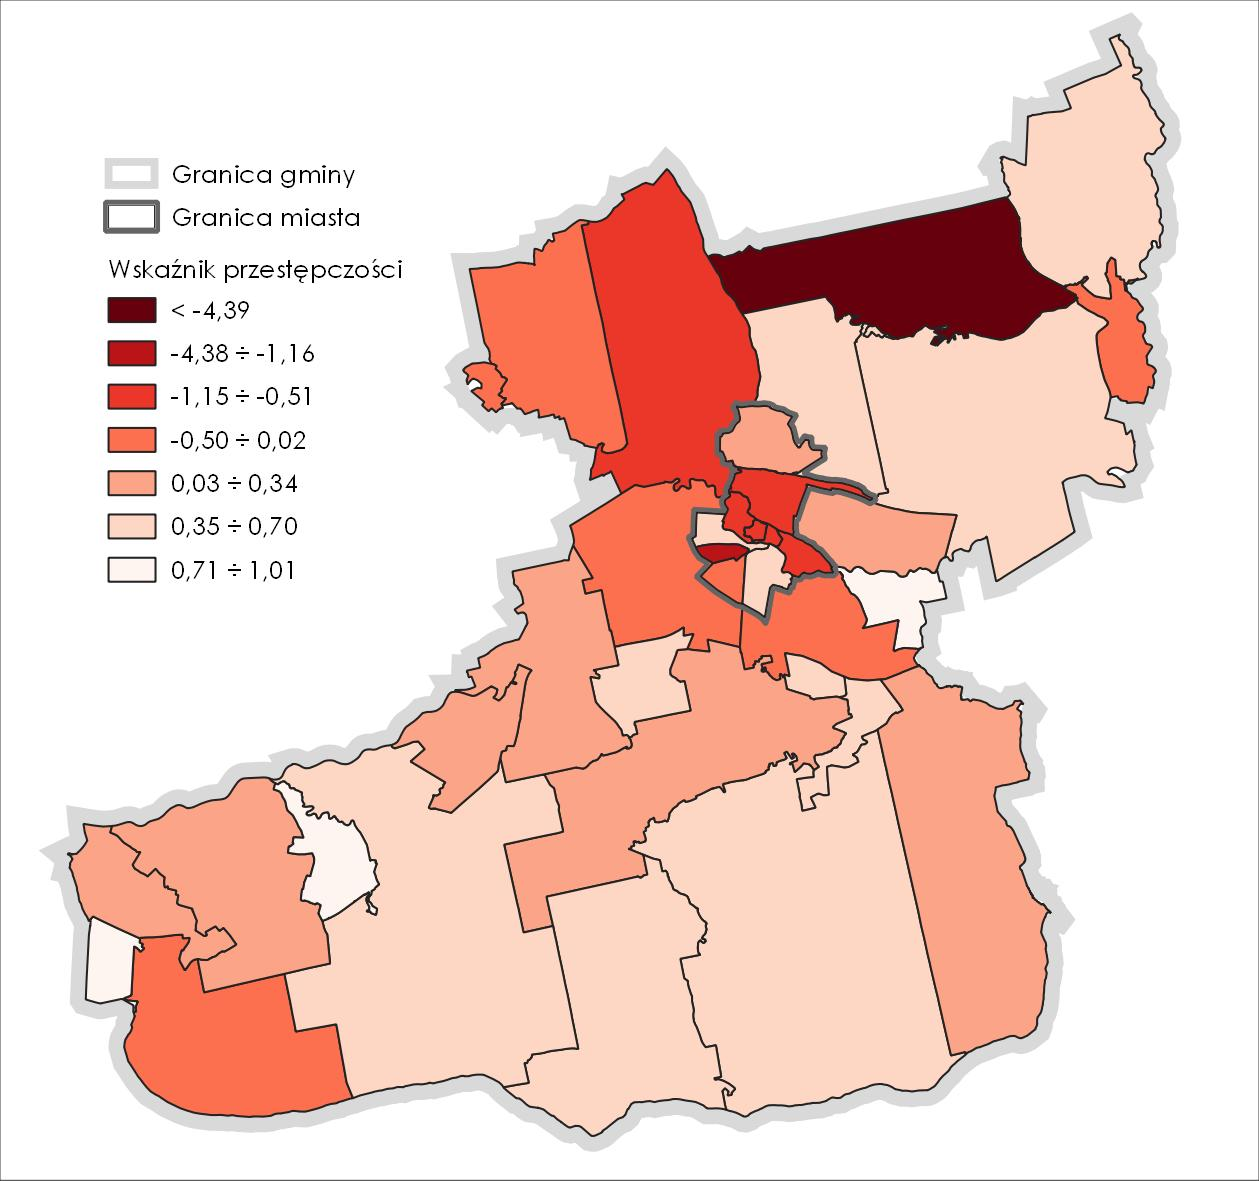 Granica gminy
Granica miasta
Wskaźnik przestępczości
< -4,39
-4,38 ÷ -1,16
-1,15 ÷ -0,51
-0,50 ÷ 0,02
0,03 ÷ 0,34
0,35 ÷ 0,70
0,71 ÷ 1,01